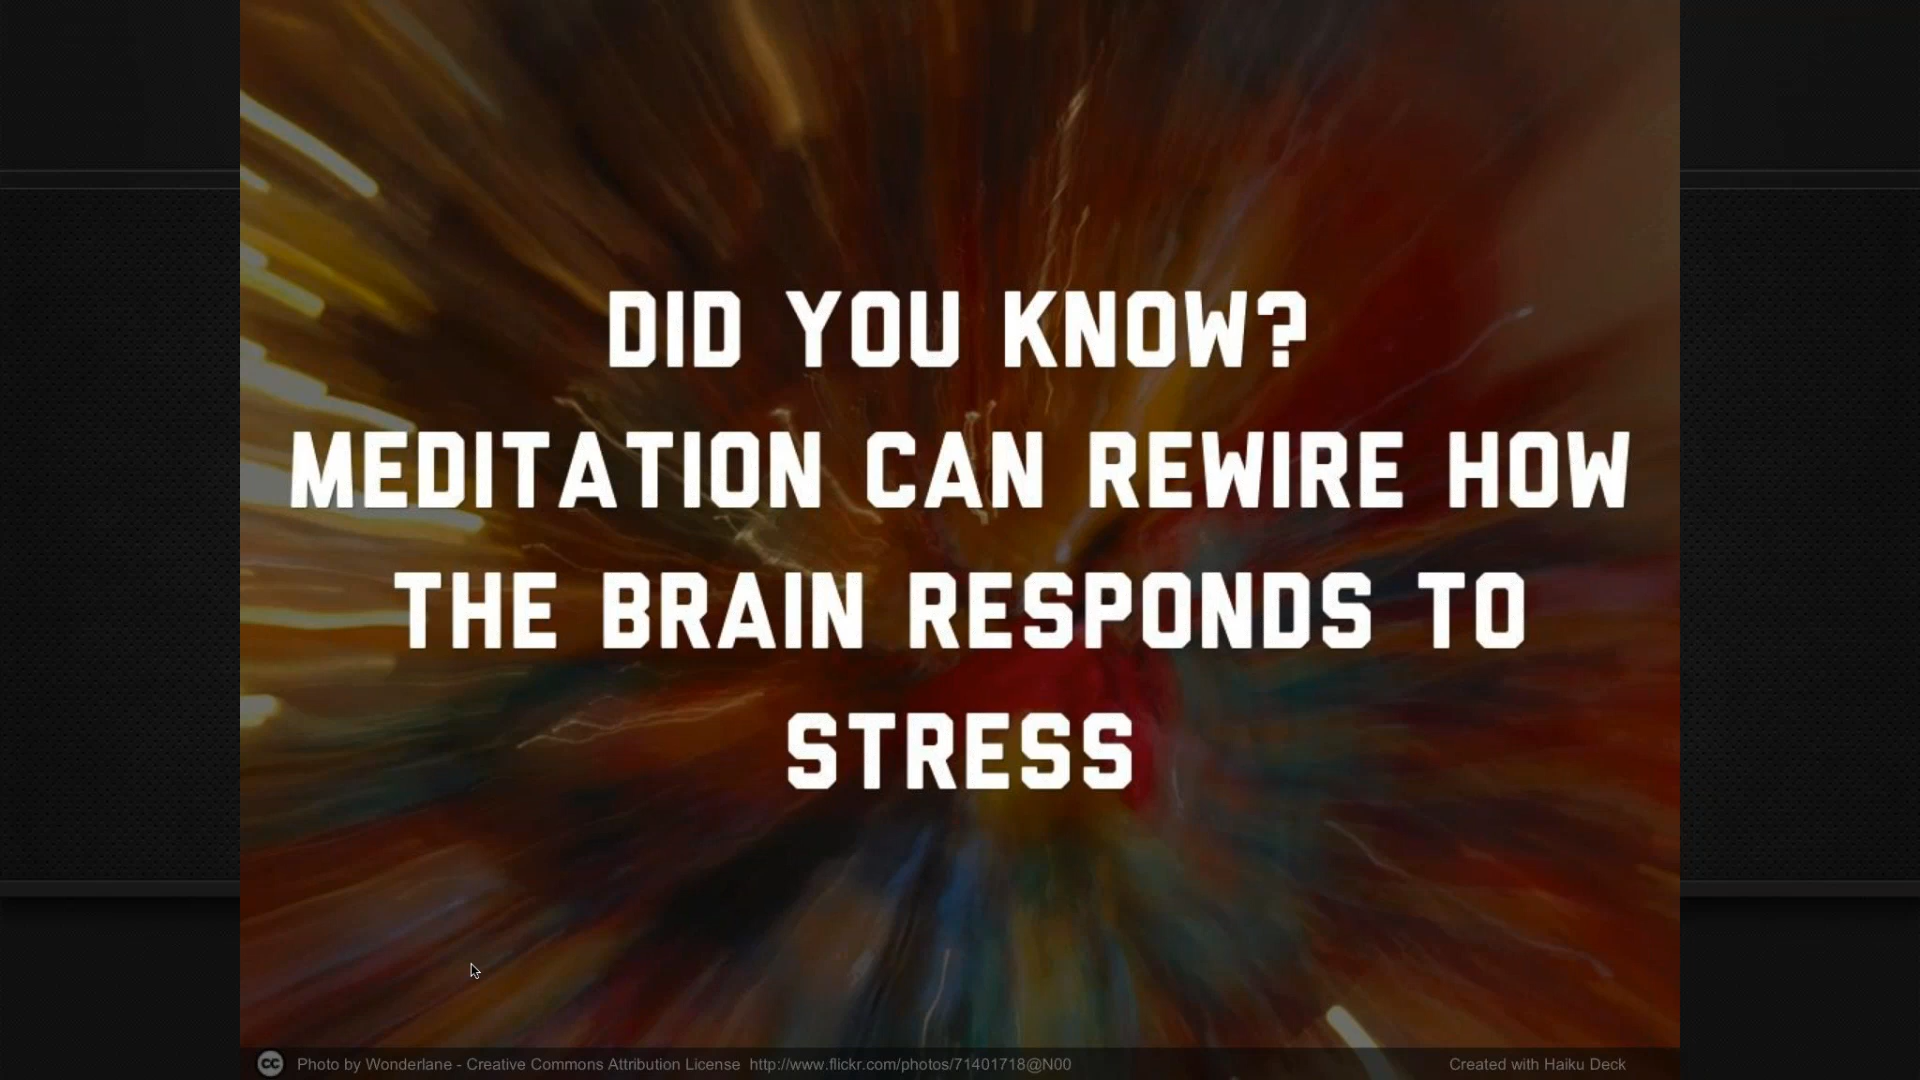 DID YOU KNOW?
MEDITATION CAN REWIRE HOW
THE BRAIN RESPONDS TO
STRESS
cc Photo by Wonderlane - Creative Commons Attribution License http://www.flickr.com/photos/71401718@N00 Created with Haiku Deck